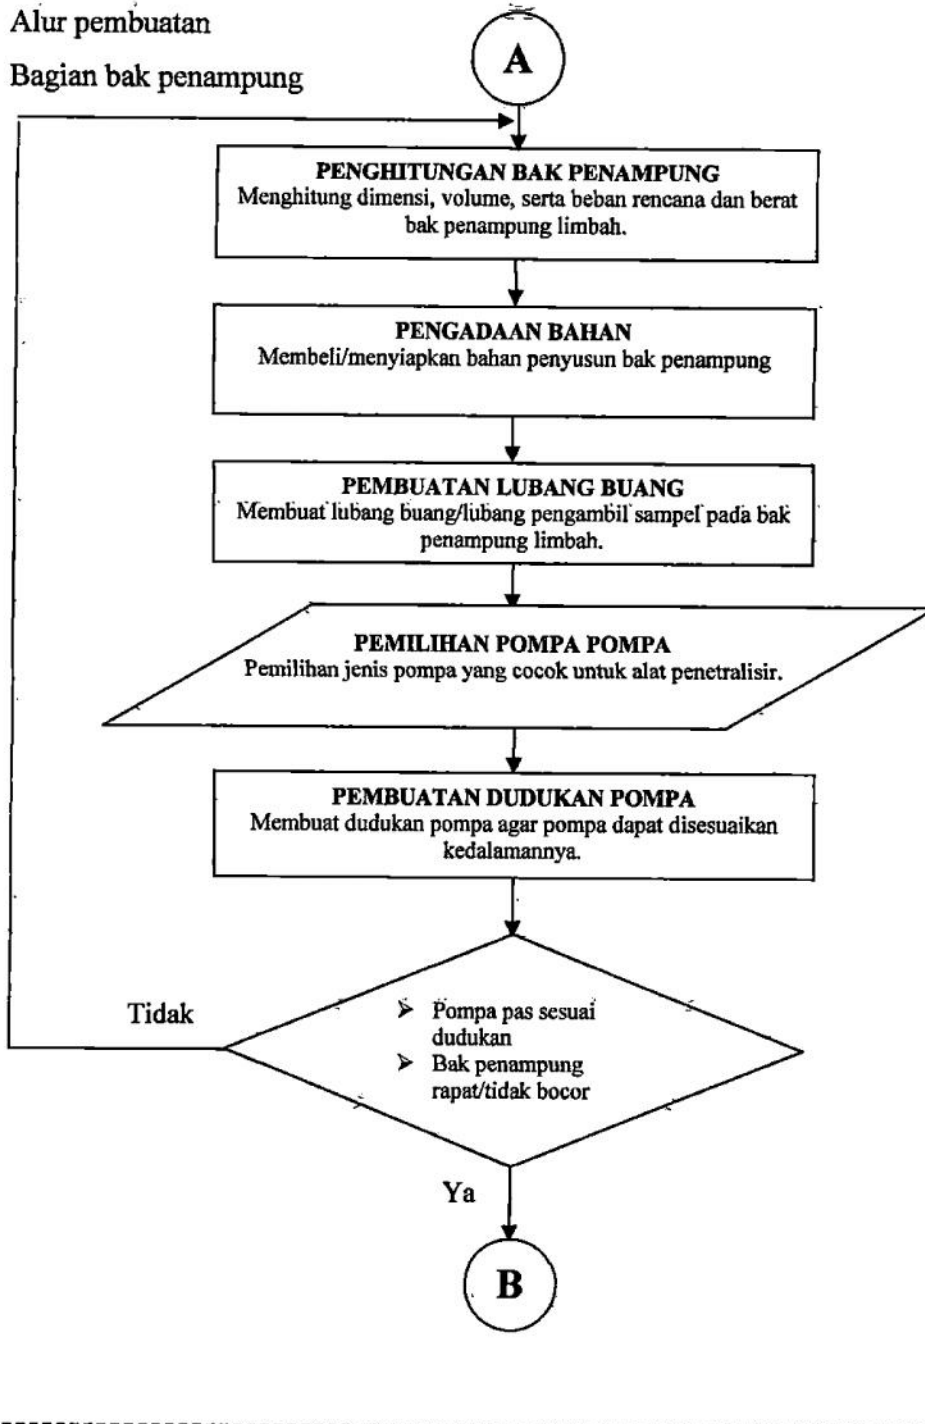 Alur pembuatan
Bagian bak penampung
A
PENGHITUNGAN BAK PENAMPUNG
Menghitung dimensi, volume, serta beban rencana dan berat
bak penampung limbah.
PENGADAAN BAHAN
Membeli/menyiapkan bahan penyusun bak penampung
PEMBUATAN LUBANG BUANG
Membuat lubang buang/lubang pengambil sampel pada bak
penampung limbah.
PEMILIHAN POMPA POMPA
Pemilihan jenis pompa yang cocok untuk alat penetralisir.
PEMBUATAN DUDUKAN POMPA
Membuat dudukan pompa agar pompa dapat disesuaikan
kedalamannya.
Tidak
➢ Pompa pas sesuai
dudukan
➢ Bak penampung
rapat/tidak bocor
Ya
B